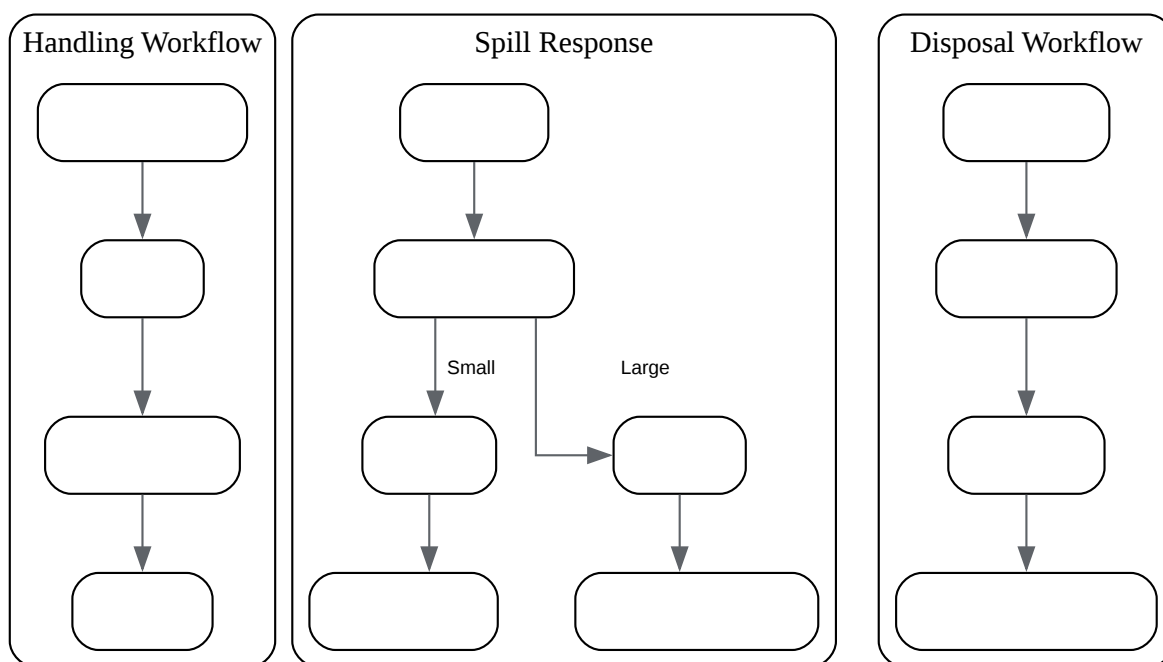 Handling Workflow
Spill Response
Disposal Workflow
Small
Large